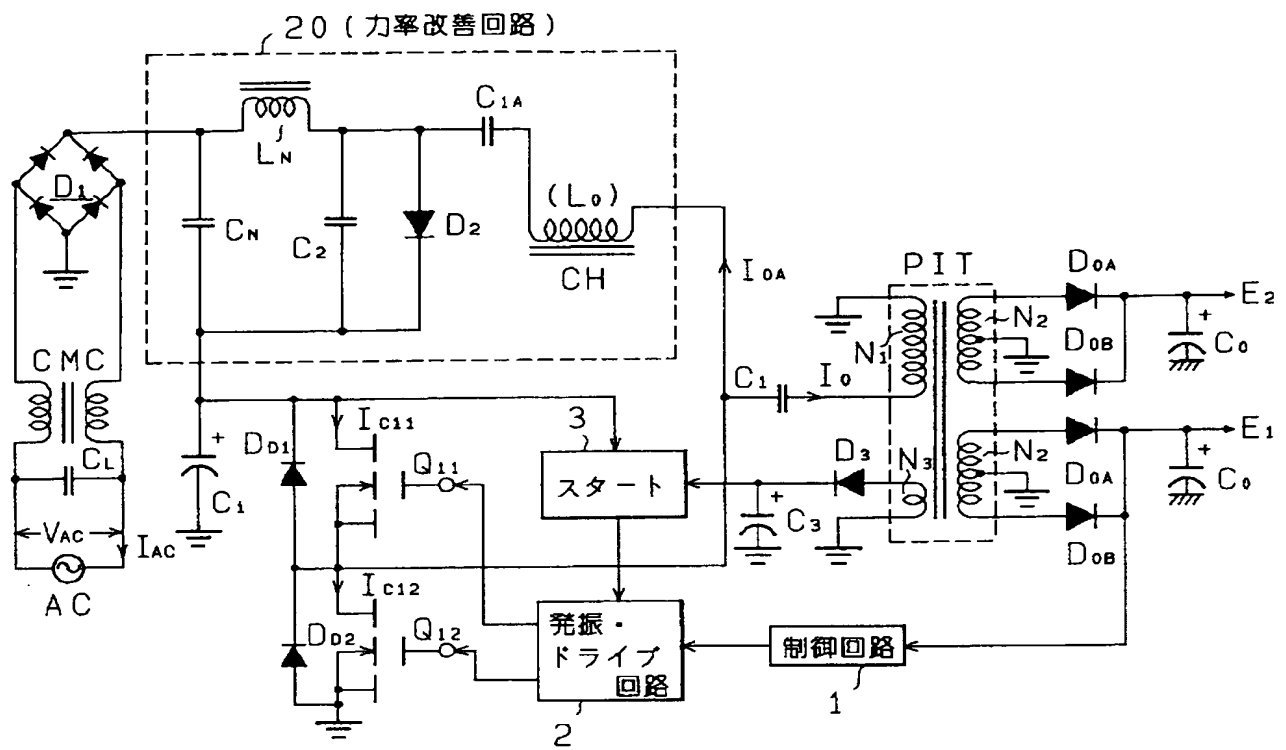 20(力率改善回路)
C1A
LN
(L0)
D1
CN
C2
D2
CH
I0A
PIT
D0A
E2
N2
C0
D0B
N1
CMC
C1
I0
3
IC11
DD1
スタート
D3
N3
E1
N2
D0A
C0
CL
+
Ci
Q11
C3
VAC
IAC
D0B
AC
IC12
DD2
Q12
発振・
ドライブ
回路
制御回路
1
2